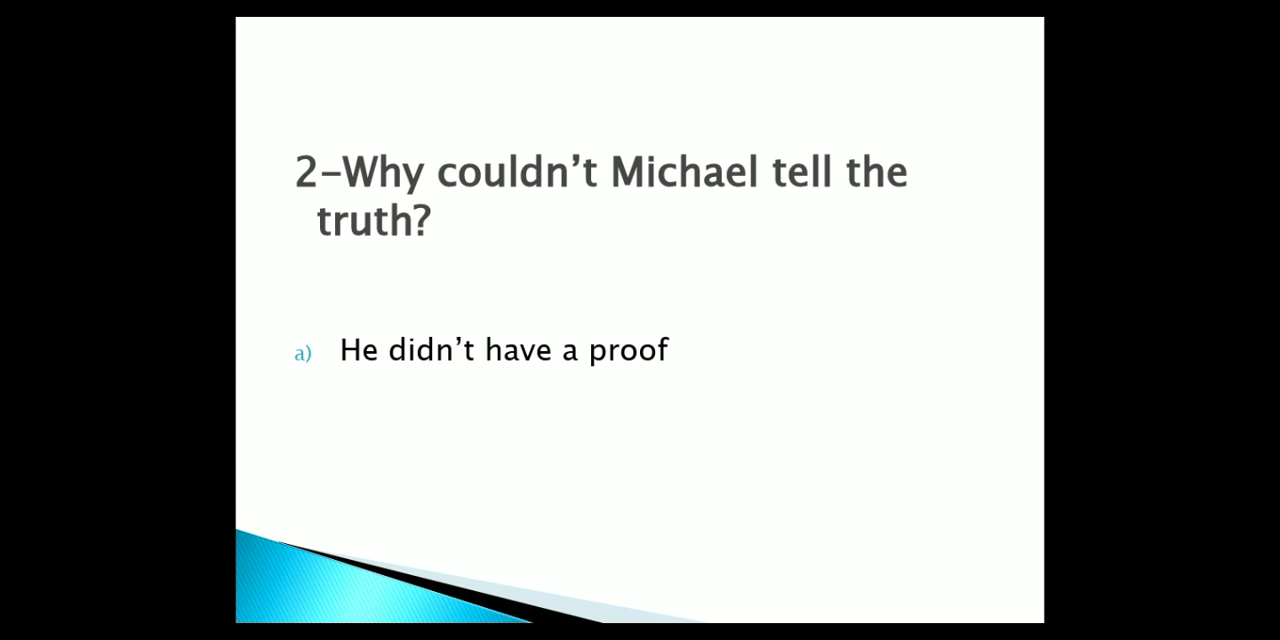 2-Why couldn’t Michael tell the
truth?
a) He didn’t have a proof